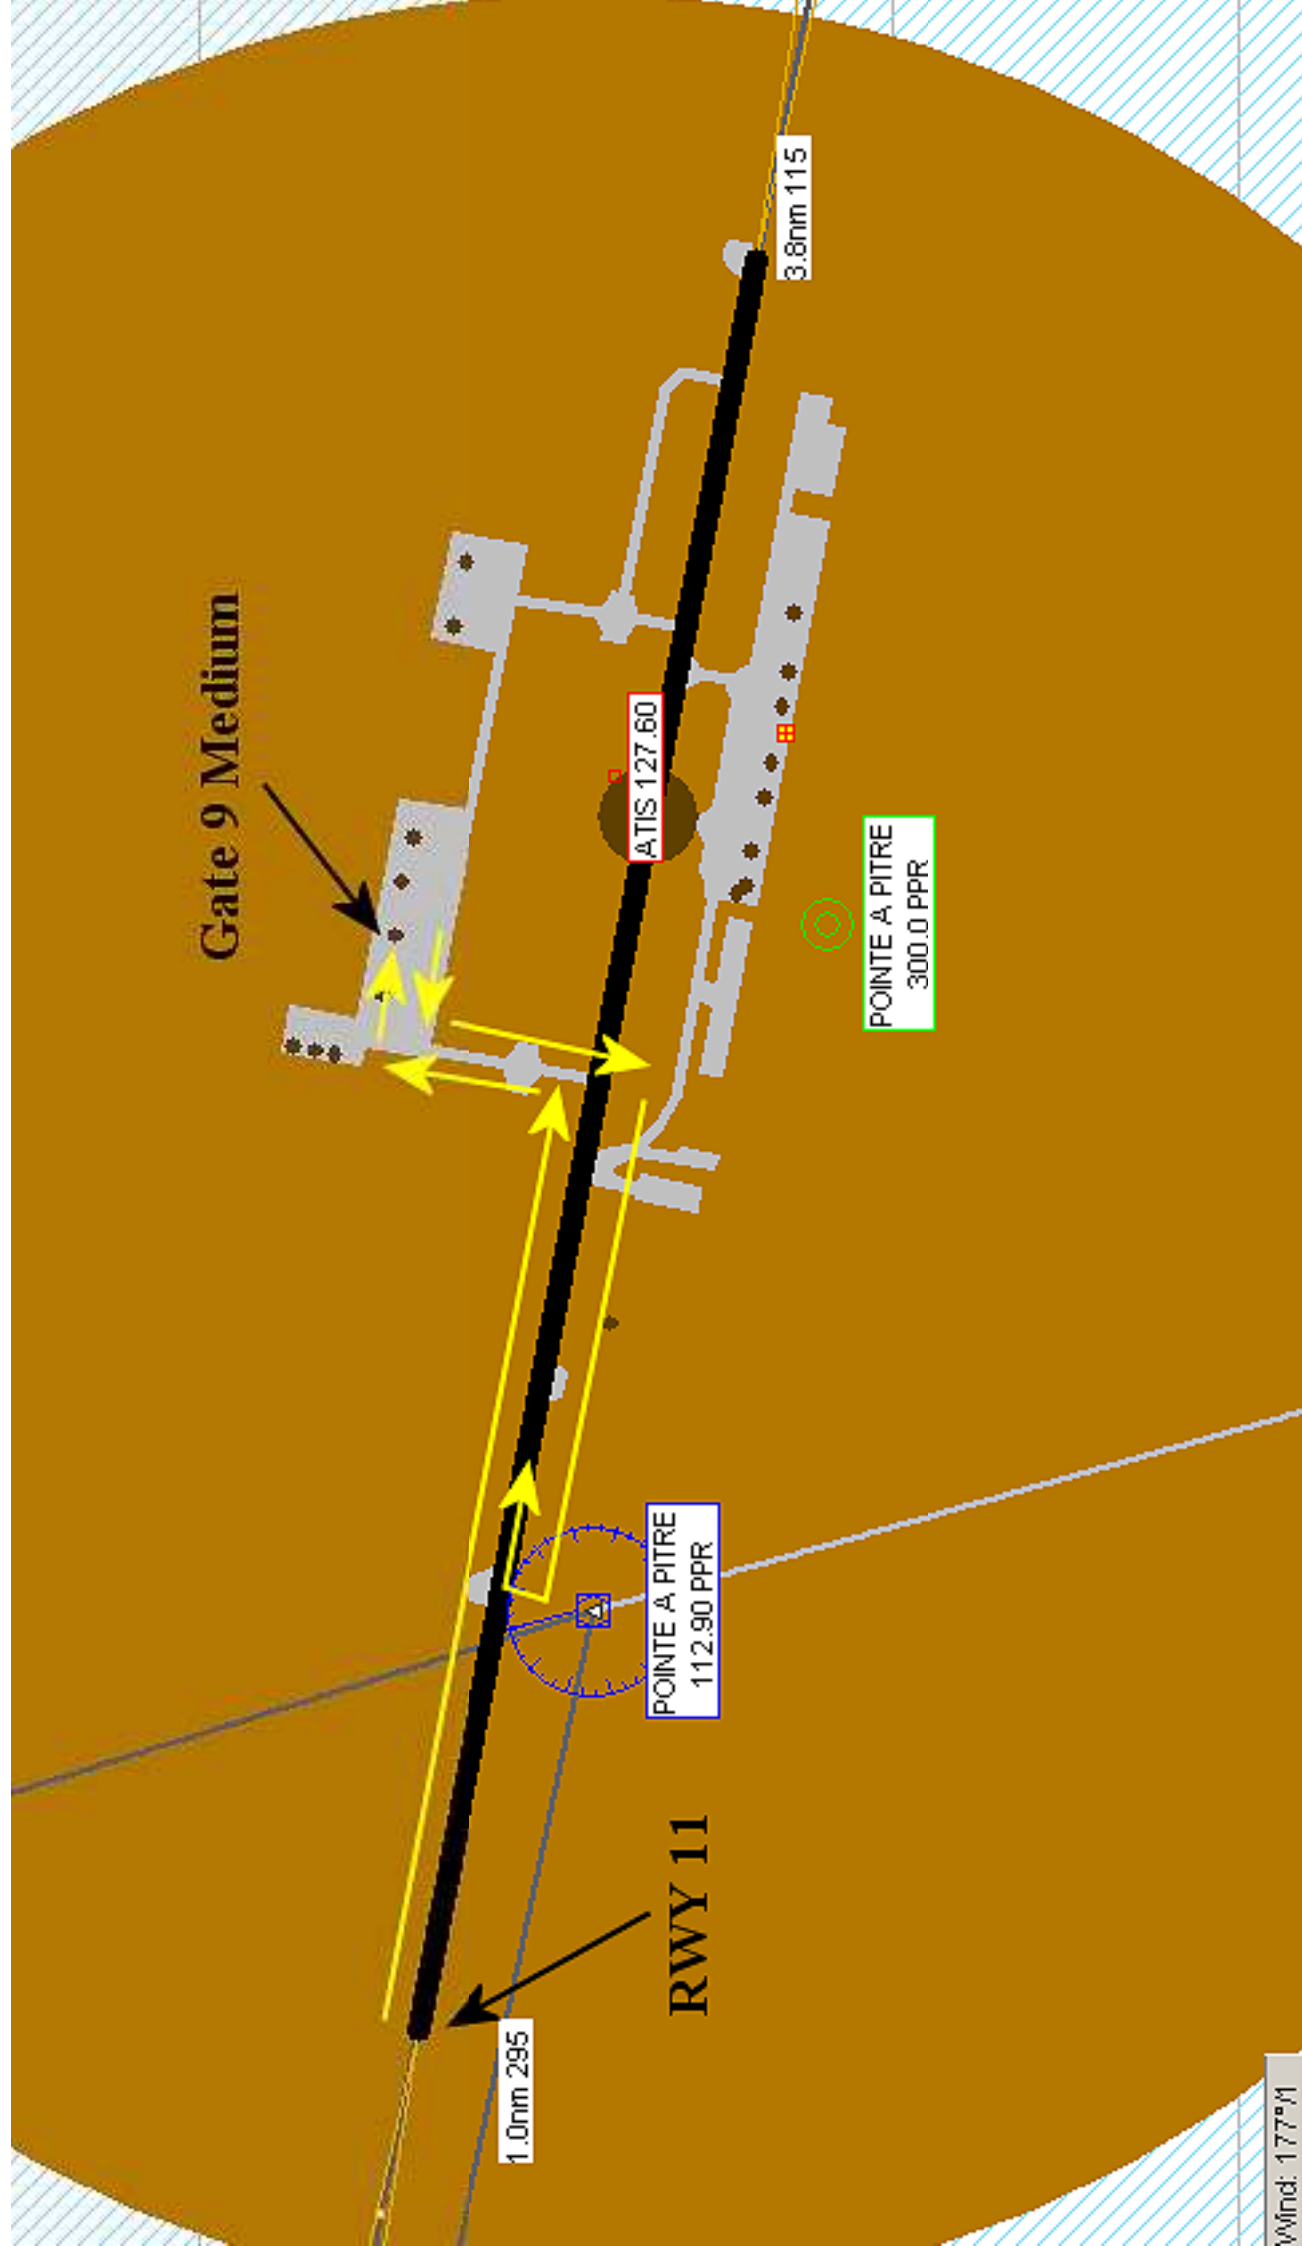 Gate 9 Medium
3.8nm 115
ATIS 127.60
POINTE A PITRE
300.0 PPR
POINTE A PITRE
112.90 PPR
RWY 11
1.0nm 295
Wind: 177°/1